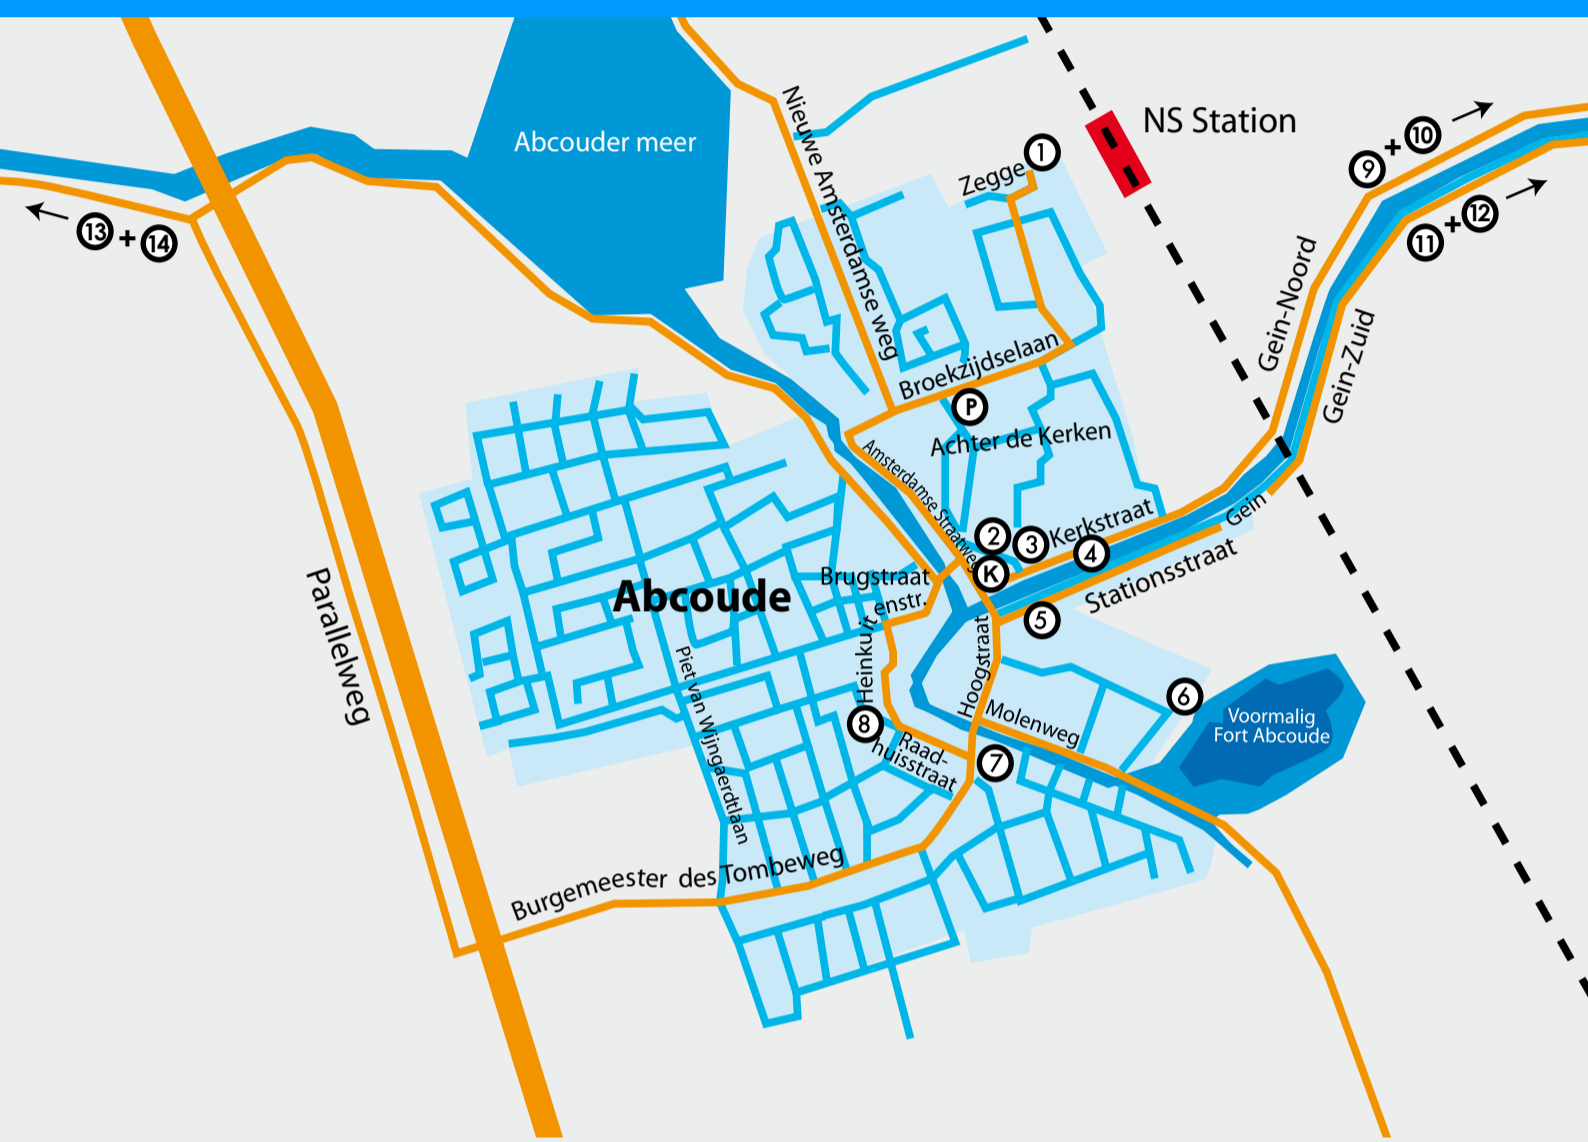 NS Station
Abcouder meer
Nieuwe Amsterdamse weg
1
Zegge
9 + 10
11 + 12
13 + 14
Gein-Noord
Gein-Zuid
Broekzijdselaan
P
Achter de Kerken
Amsterdamse Straatweg
2
3
Kerkstraat
4
K
Gein
Stationsstraat
5
Brugstraat
Abcoude
Heinkuitenstr.
Parallelweg
Piet van Wijngaerdtlaan
Hoogstraat
6
Molenweg
Voormalig
Fort Abcoude
8
Raad-
huisstraat
7
Burgemeester des Tombeweg